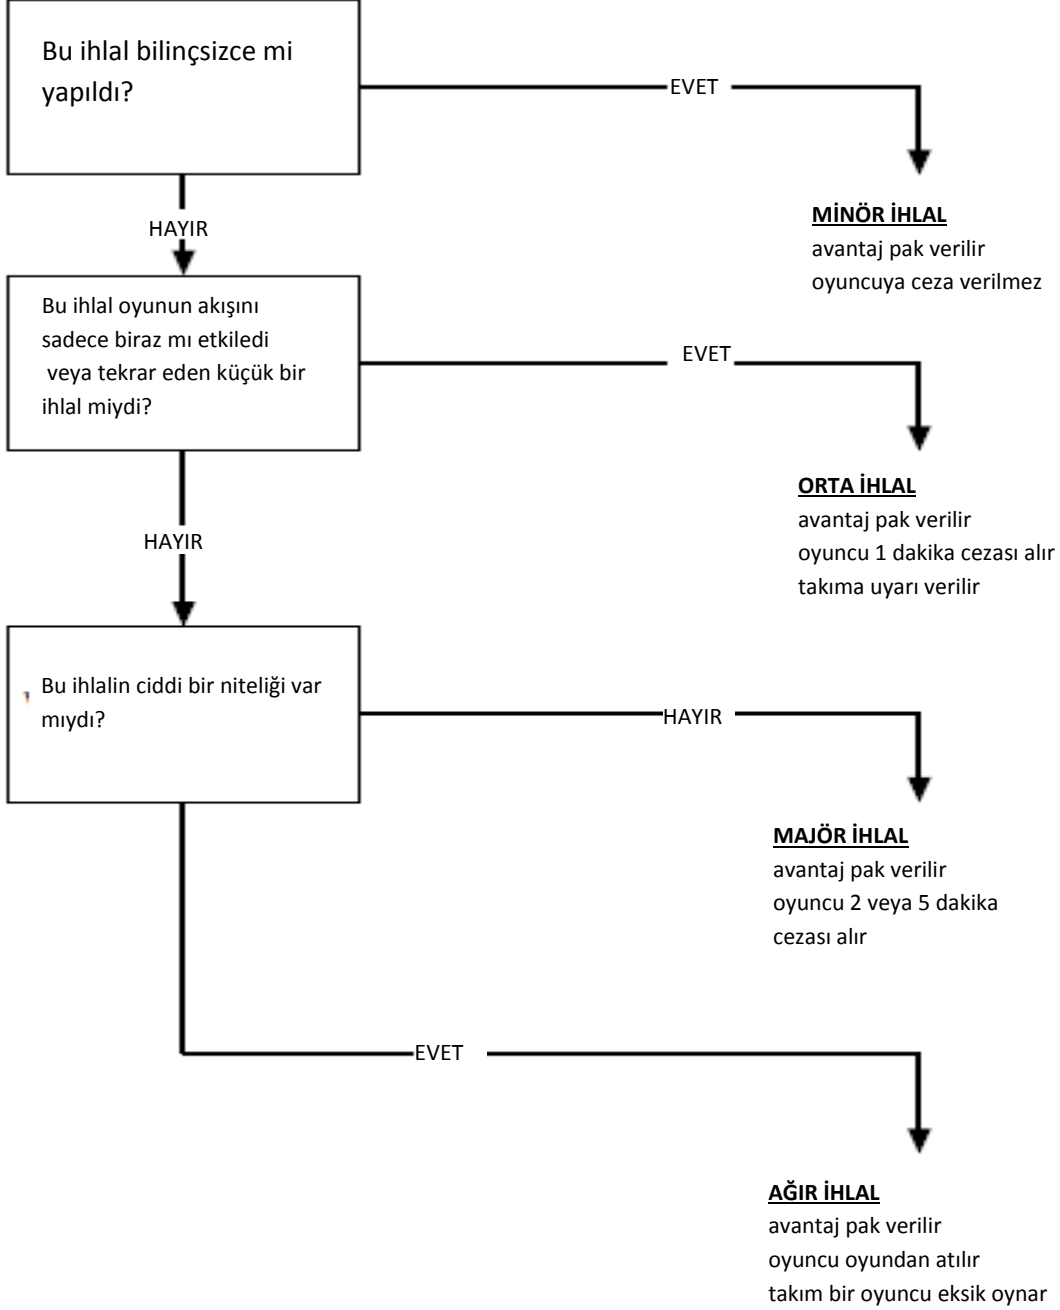 Bu ihlal bilinçsizce mi
yapıldı?
EVET
MİNÖR İHLAL
avantaj pak verilir
oyuncuya ceza verilmez
HAYIR
Bu ihlal oyunun akışını
sadece biraz mı etkiledi
veya tekrar eden küçük bir
ihlal miydi?
EVET
ORTA İHLAL
avantaj pak verilir
oyuncu 1 dakika cezası alır
takıma uyarı verilir
HAYIR
Bu ihlalin ciddi bir niteliği var
mıydı?
HAYIR
MAJÖR İHLAL
avantaj pak verilir
oyuncu 2 veya 5 dakika
cezası alır
EVET
AĞIR İHLAL
avantaj pak verilir
oyuncu oyundan atılır
takım bir oyuncu eksik oynar